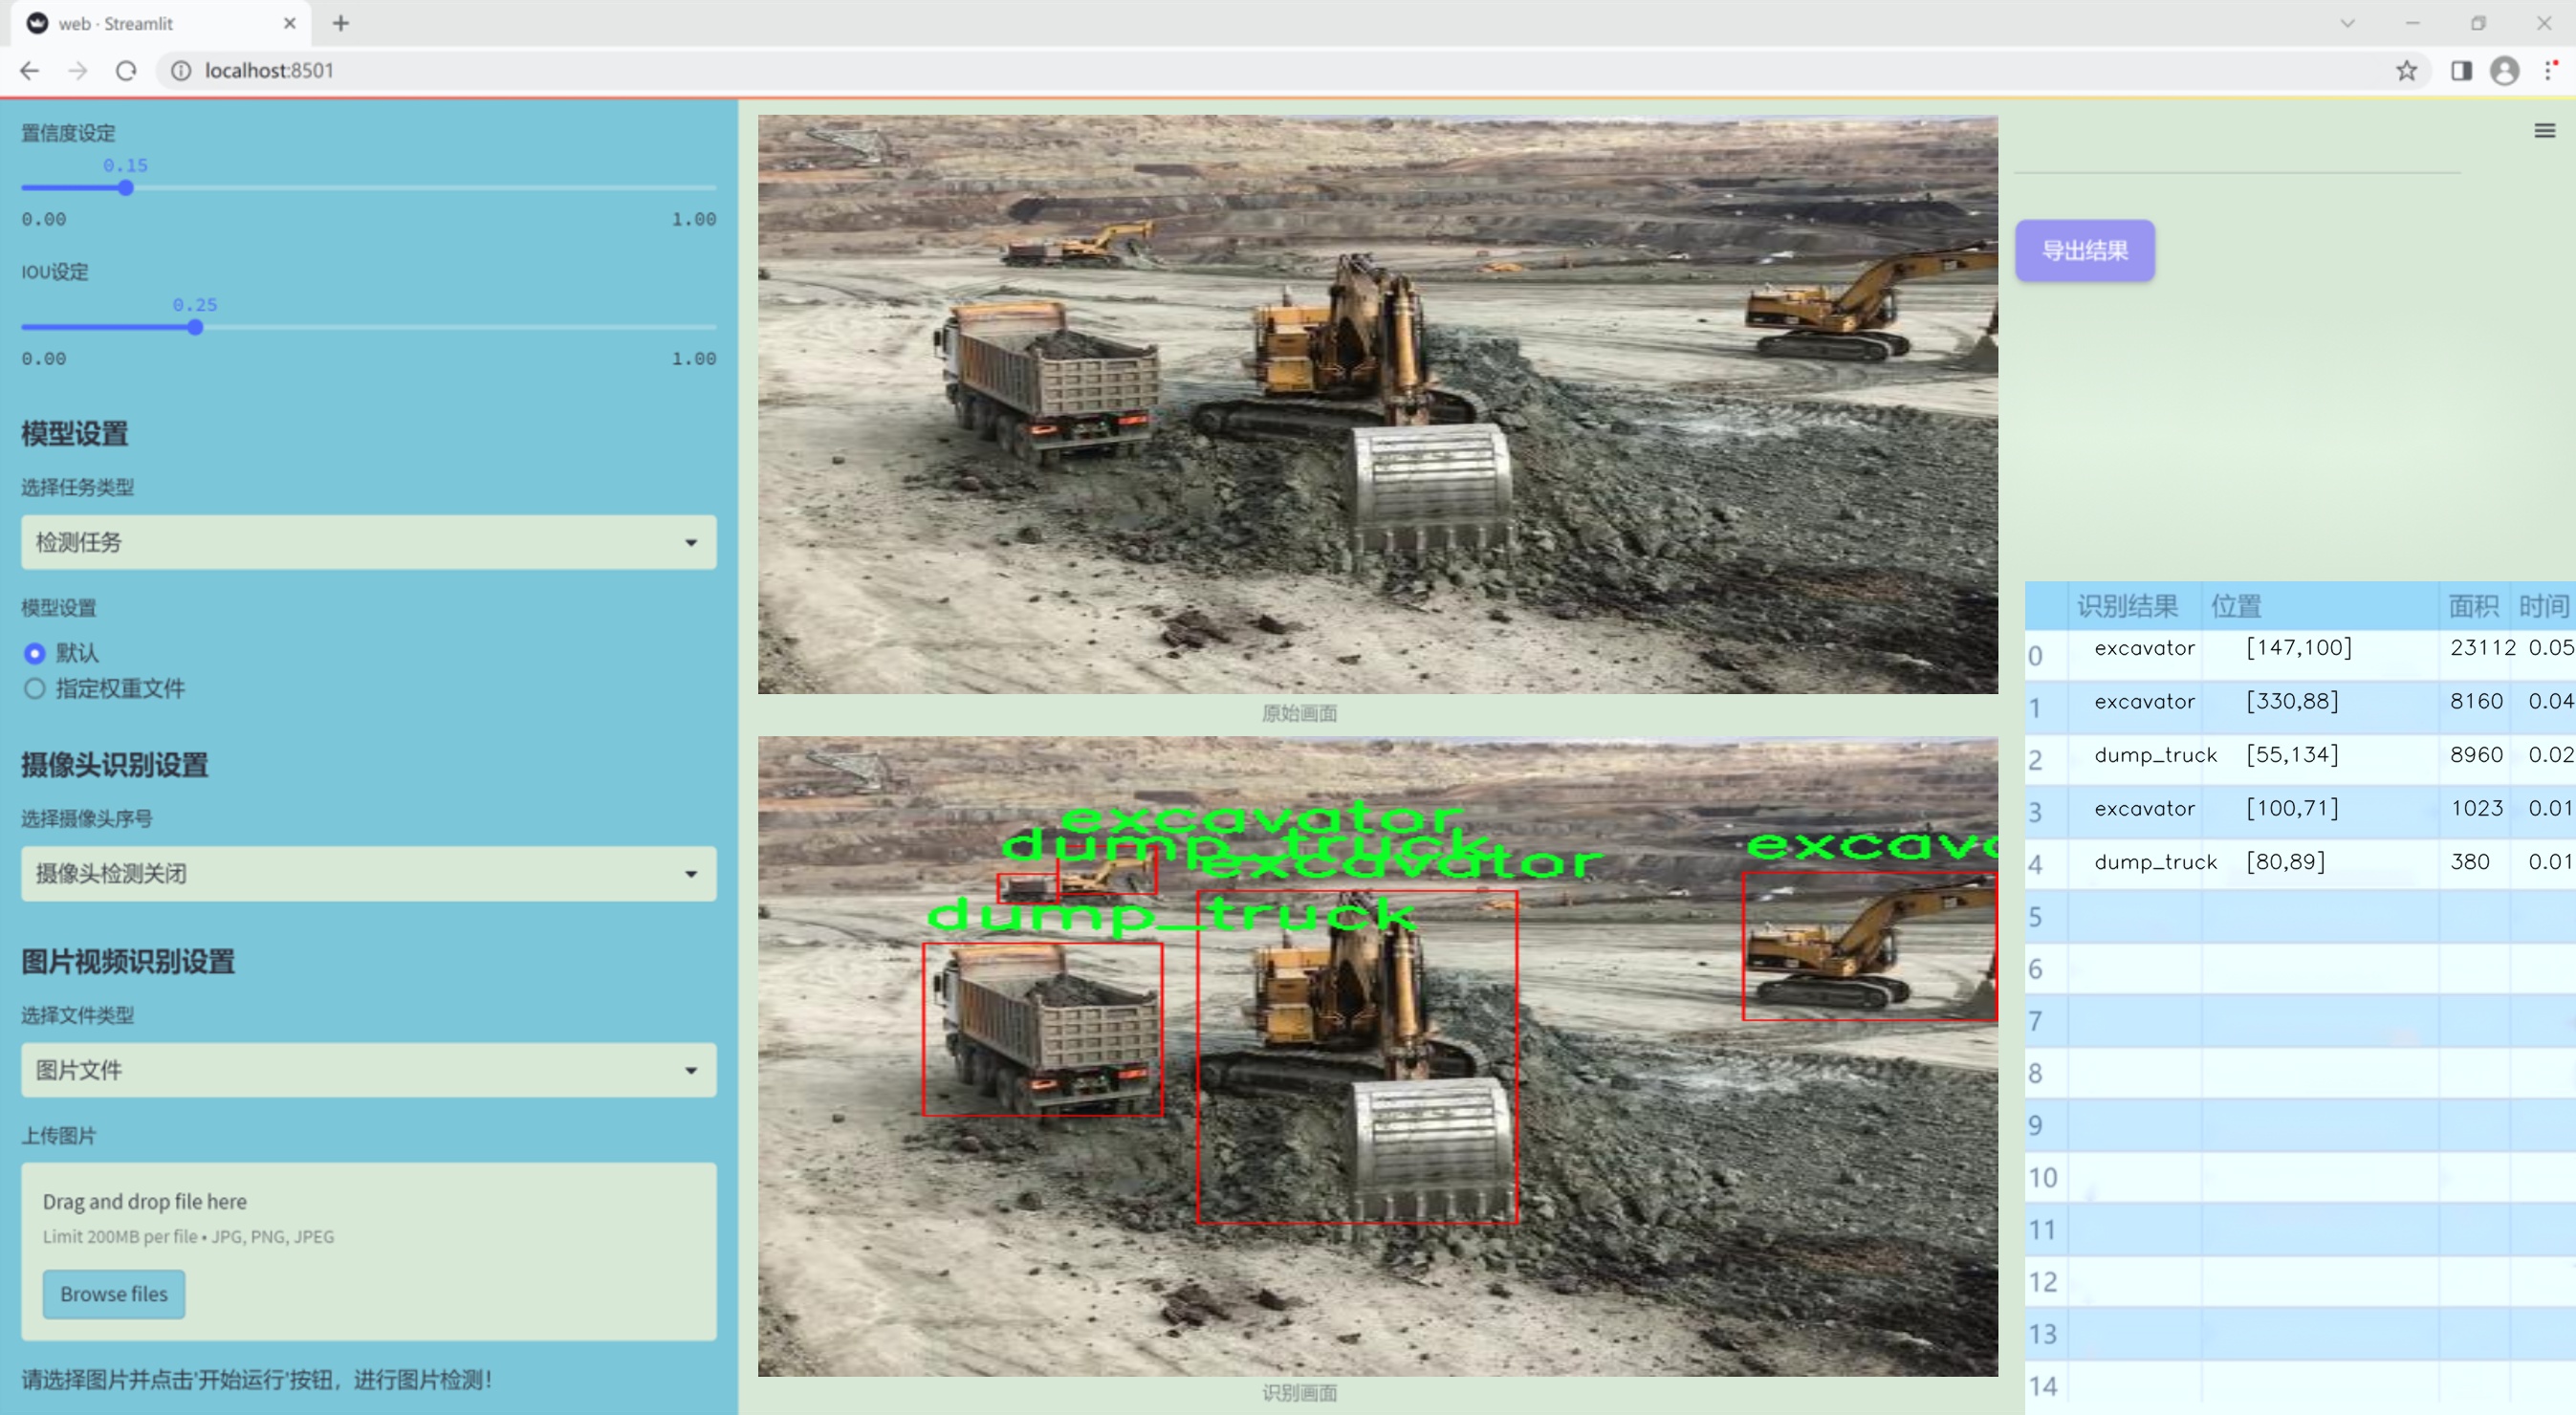 web · Streamlit
localhost:8501
置信度设定
0.15
0.00 1.00
IOU设定
0.25
0.00 1.00
模型设置
选择任务类型
检测任务
模型设置
默认
指定权重文件
摄像头识别设置
选择摄像头序号
摄像头检测关闭
图片视频识别设置
选择文件类型
图片文件
上传图片
Drag and drop file here
Limit 200MB per file • JPG, PNG, JPEG
Browse files
请选择图片并点击'开始运行'按钮，进行图片检测！
原始画面
excavator
dump_truck
excavator
excava
dump_truck
识别画面
导出结果
识别结果 位置 面积 时间
0 excavator [147,100] 23112 0.05
1 excavator [330,88] 8160 0.04
2 dump_truck [55,134] 8960 0.02
3 excavator [100,71] 1023 0.01
4 dump_truck [80,89] 380 0.01
5
6
7
8
9
10
11
12
13
14